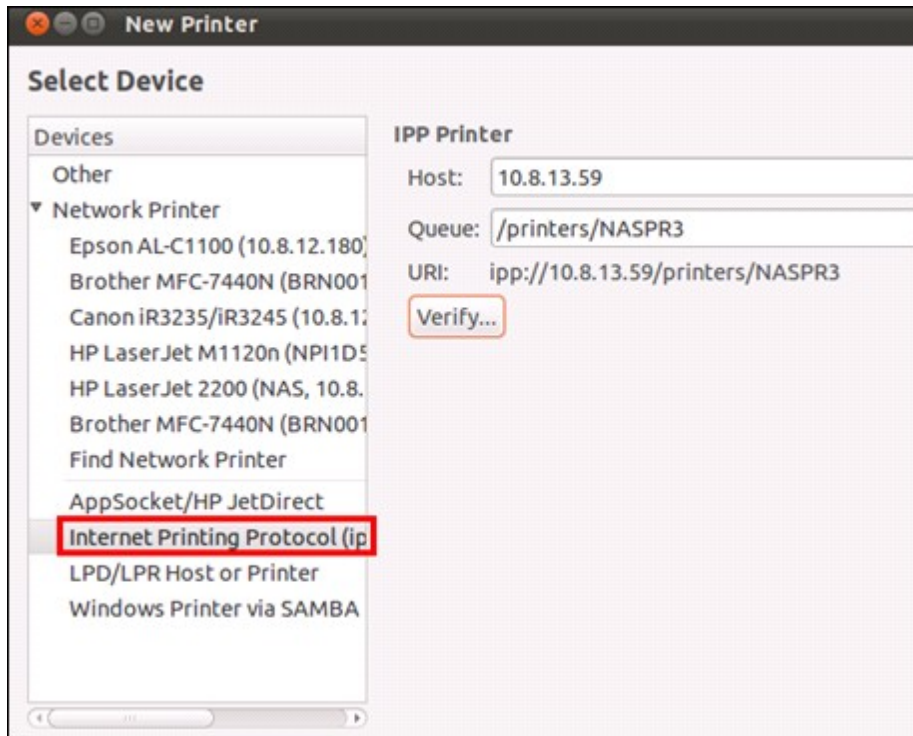 New Printer
Select Device
Devices
Other
Network Printer
Epson AL-C1100 (10.8.12.180)
Brother MFC-7440N (BRN001
Canon iR3235/iR3245 (10.8.12
HP LaserJet M1120n (NPI1D5
HP LaserJet 2200 (NAS, 10.8.
Brother MFC-7440N (BRN001
Find Network Printer
AppSocket/HP JetDirect
Internet Printing Protocol (ip
LPD/LPR Host or Printer
Windows Printer via SAMBA
IPP Printer
Host: 10.8.13.59
Queue: /printers/NASPR3
URI: ipp://10.8.13.59/printers/NASPR3
Verify...